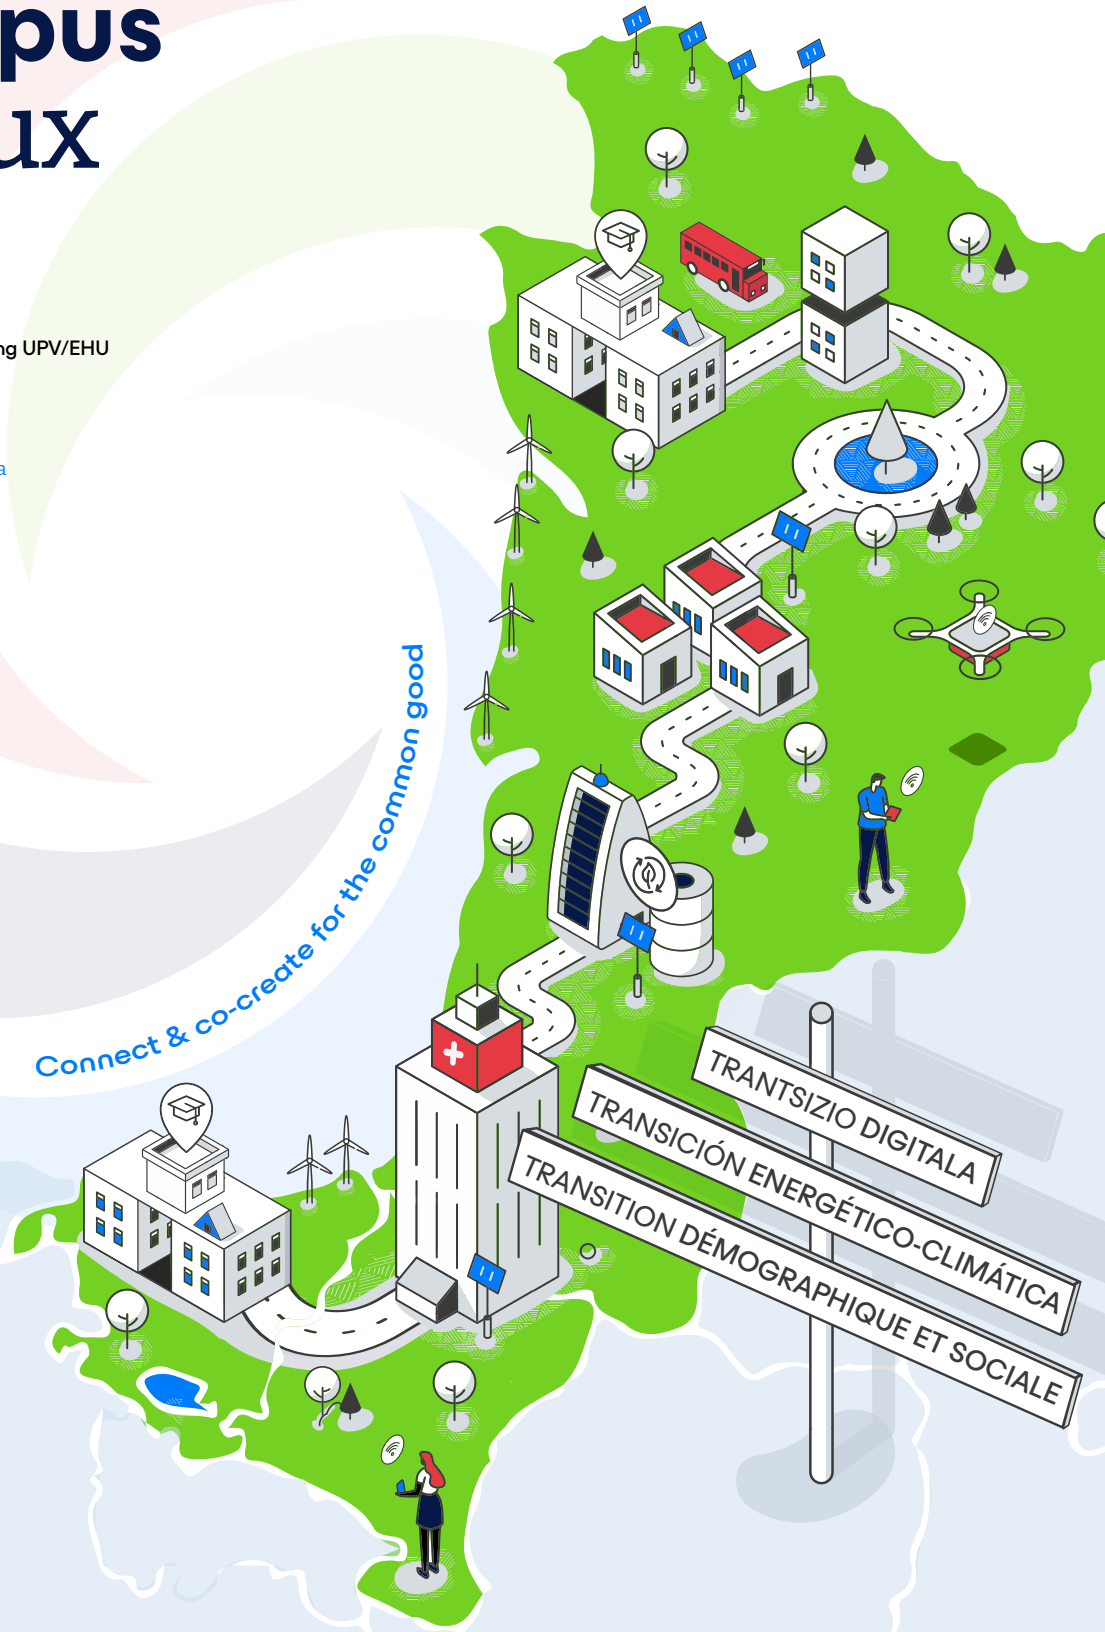 pus
ux
ng UPV/EHU
a
Connect & co-create for the common good
TRANTSIZIO DIGITALA
TRANSICIÓN ENERGÉTICO-CLIMÁTICA
TRANSITION DÉMOGRAPHIQUE ET SOCIALE